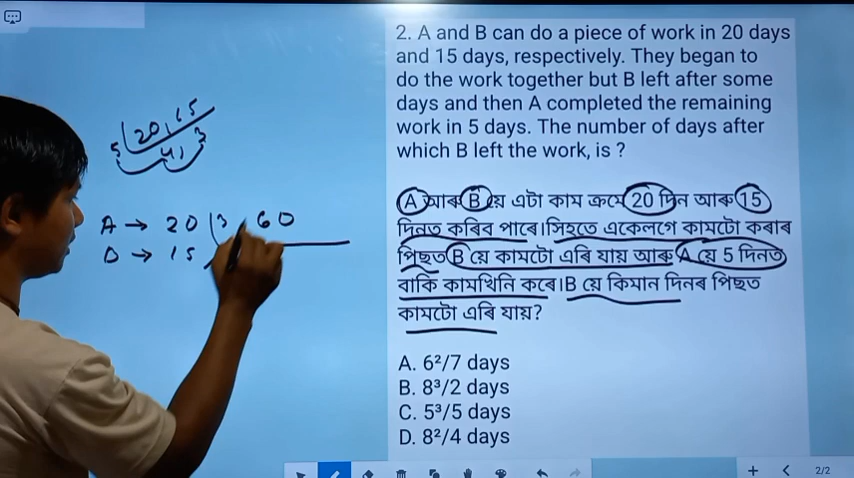 2. A and B can do a piece of work in 20 days
and 15 days, respectively. They began to
do the work together but B left after some
days and then A completed the remaining
work in 5 days. The number of days after
which B left the work, is ?
A আৰু B য়ে এটা কাম ক্ৰমে 20 দিন আৰু 15
দিনত কৰিব পাৰে।সিহতে একেলগে কামটো কৰাৰ
পিছত B য়ে কামটো এৰি যায় আৰু A য়ে 5 দিনত
বাকি কামখিনি কৰে।B য়ে কিমান দিনৰ পিছত
কামটো এৰি যায়?
A. 6²/7 days
B. 8³/2 days
C. 5³/5 days
D. 8²/4 days
5 20, 15
4, 3
A → 20 3 60
→ 15
2/2